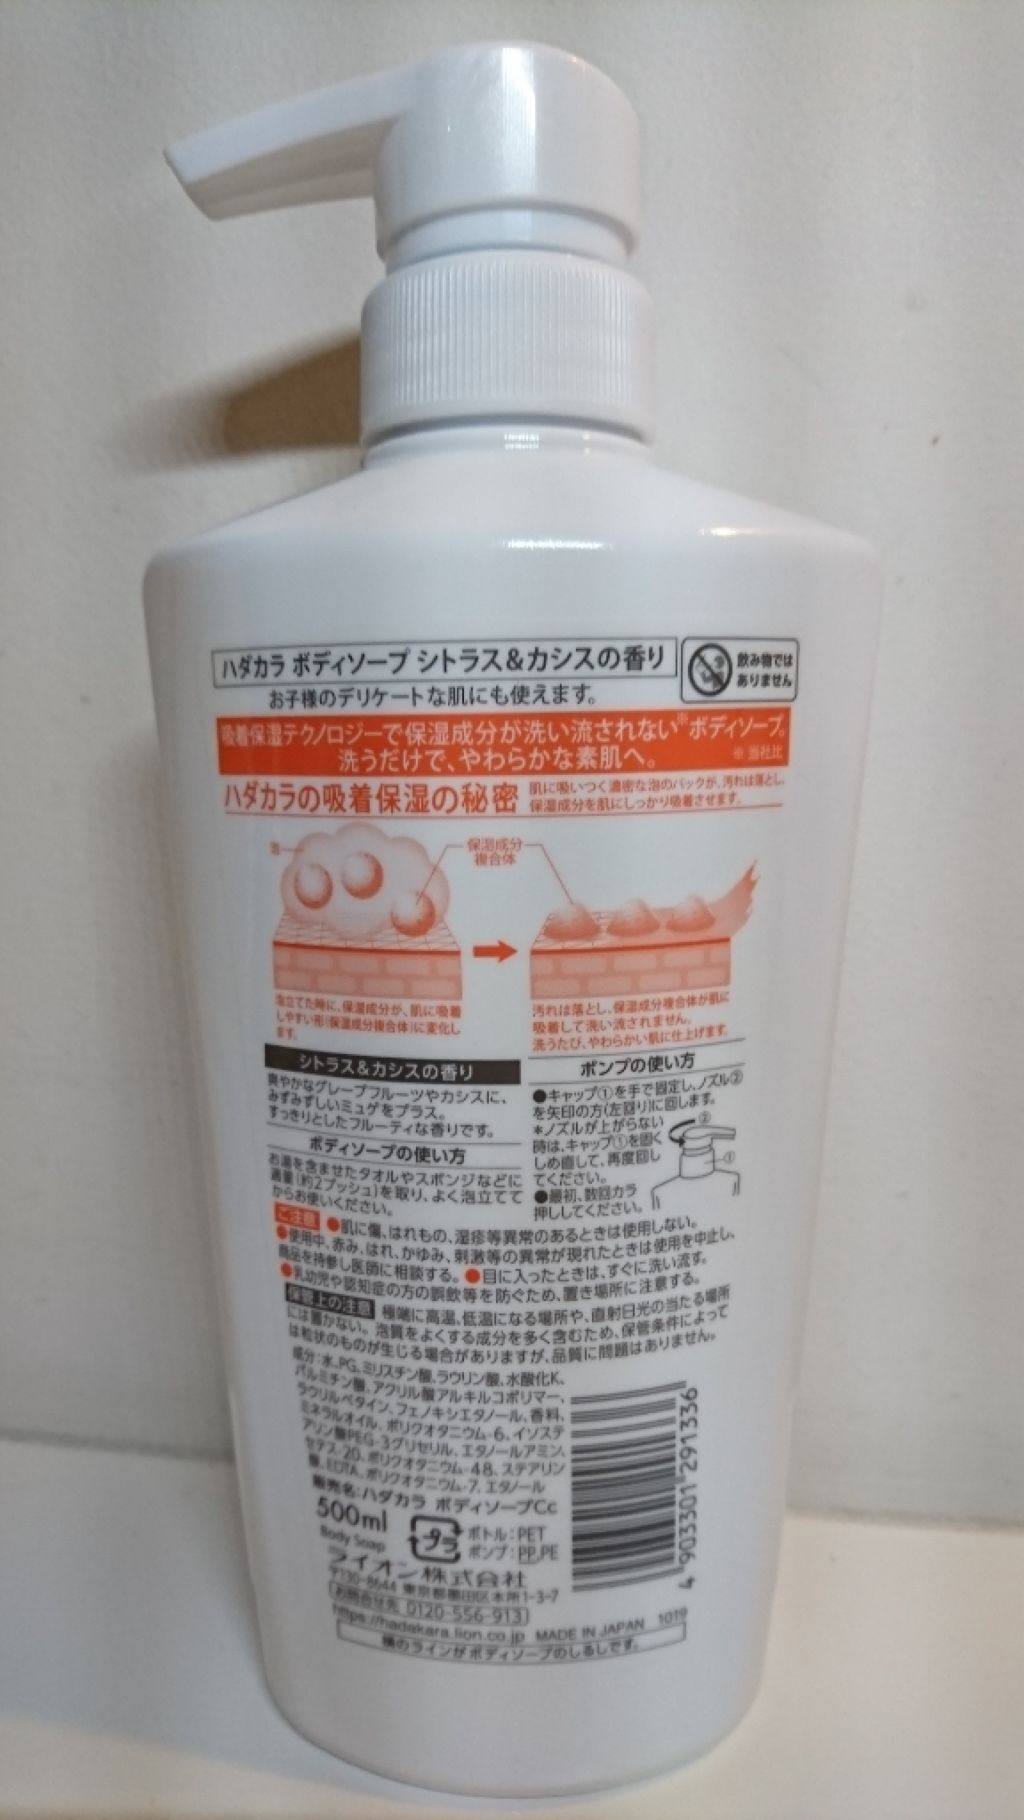 ハダカラ ボディソープ シトラス&カシスの香り
飲み物では
ありません
お子様のデリケートな肌にも使えます。
吸着保湿テクノロジーで保湿成分が洗い流されない※ボディソープ。
洗うだけで、やわらかな素肌へ。
※ 当社比
ハダカラの吸着保湿の秘密
肌に吸いつく濃密な泡のパックが、汚れは落とし、
保湿成分を肌にしっかり吸着させます。
泡
保湿成分
複合体
泡立てた時に、保湿成分が、肌に吸着
しやすい形(保湿成分複合体)に変化し
ます。
汚れは落とし、保湿成分複合体が肌に
吸着して洗い流されません。
洗うたび、やわらかい肌に仕上げます。
シトラス&カシスの香り
爽やかなグレープフルーツやカシスに、
みずみずしいミュゲをプラス。
すっきりとしたフルーティな香りです。
ボディソープの使い方
お湯を含ませたタオルやスポンジなどに
適量(約2プッシュ)を取り、よく泡立てて
からお使いください。
ポンプの使い方
●キャップ①を手で固定し、ノズル②
を矢印の方(左回り)に回します。
*ノズルが上がらない
時は、キャップ①を固く
しめ直して、再度回し
てください。
●最初、数回カラ
押ししてください。
②
①
ご注意 ●肌に傷、はれもの、湿疹等異常のあるときは使用しない。
●使用中、赤み、はれ、かゆみ、刺激等の異常が現れたときは使用を中止し、
商品を持参し医師に相談する。●目に入ったときは、すぐに洗い流す。
●乳幼児や認知症の方の誤飲等を防ぐため、置き場所に注意する。
保管上の注意 極端に高温、低温になる場所や、直射日光の当たる場所
には置かない。泡質をよくする成分を多く含むため、保管条件によって
は粒状のものが生じる場合がありますが、品質に問題はありません。
成分:水、PG、ミリスチン酸、ラウリン酸、水酸化K、
パルミチン酸、アクリル酸アルキルコポリマー、
ラウリルベタイン、フェノキシエタノール、香料、
ミネラルオイル、ポリクオタニウム-6、イソステ
アリン酸PEG-3グリセリル、エタノールアミン、
セテス-20、ポリクオタニウム-48、ステアリン
酸、EDTA、ポリクオタニウム-7、エタノール
販売名:ハダカラ ボディソープCc
500ml
Body Soap
プラ
ボトル:PET
ポンプ:PP,PE
ライオン株式会社
〒130-8644 東京都墨田区本所1-3-7
お問合せ先 0120-556-913
https://hadakara.lion.co.jp MADE IN JAPAN 1019
横のラインがボディソープのしるしです。
4 903301 291336